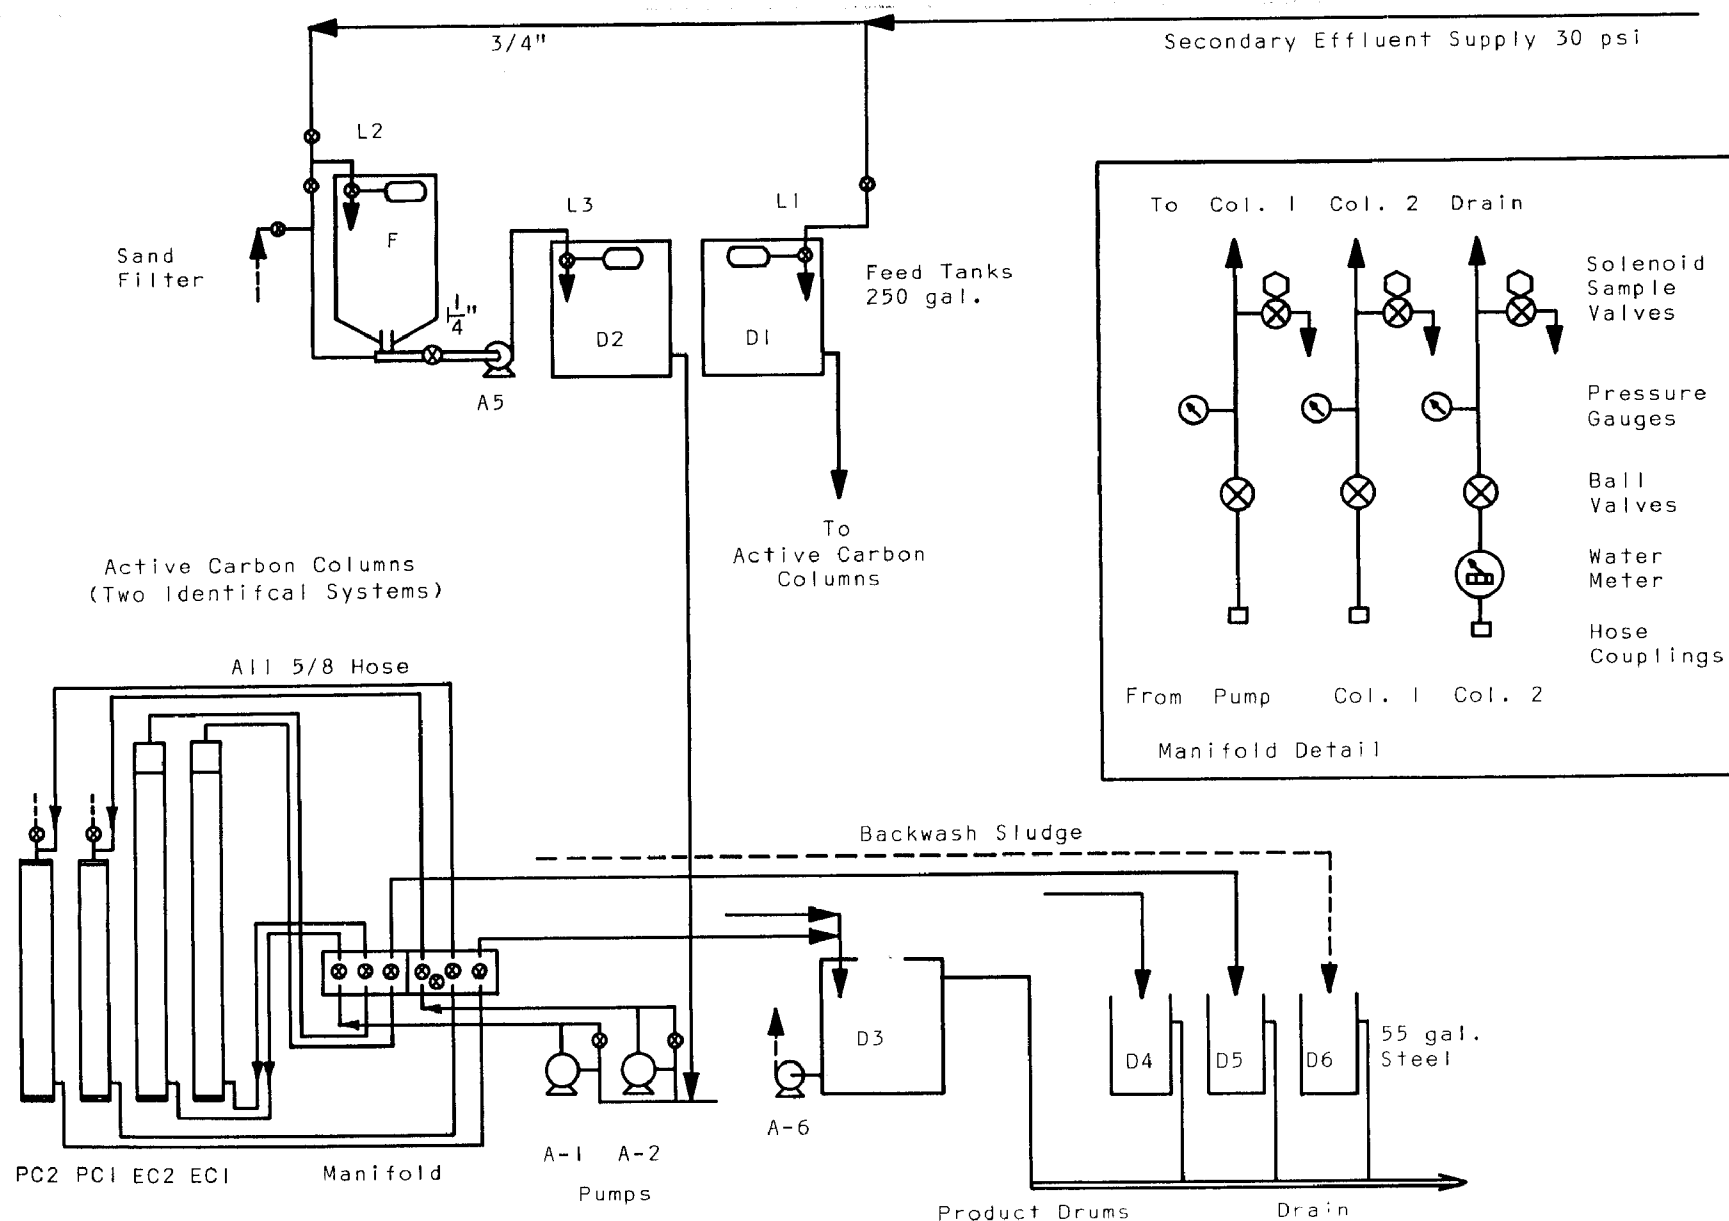 3/4"
Secondary Effluent Supply 30 psi
L2
L3
L1
Sand
Filter
F
1/4"
Feed Tanks
250 gal.
D2
D1
A5
To
Active Carbon
Columns
To Col. 1 Col. 2 Drain
Solenoid
Sample
Valves
Pressure
Gauges
Ball
Valves
Water
Meter
Hose
Couplings
From Pump Col. 1 Col. 2
Manifold Detail
Active Carbon Columns
(Two Identifcal Systems)
All 5/8 Hose
Backwash Sludge
D3
D4
D5
D6
55 gal.
Steel
A-6
A-1 A-2
Pumps
PC2 PC1 EC2 EC1
Manifold
Product Drums
Drain